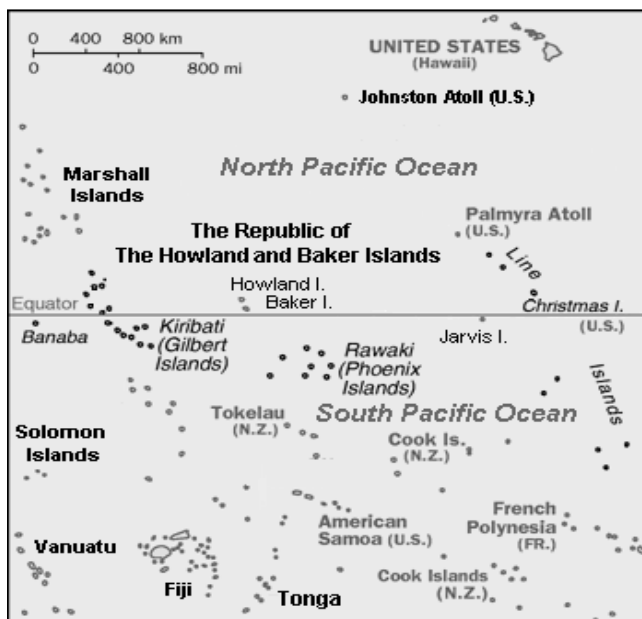 0 400 800 km
0 400 800 mi
UNITED STATES
(Hawaii)
Johnston Atoll (U.S.)
North Pacific Ocean
Marshall
Islands
The Republic of
The Howland and Baker Islands
Palmyra Atoll
(U.S.)
Line
Howland I.
Baker I.
Equator
Christmas I.
(U.S.)
Banaba
Kiribati
(Gilbert
Islands)
Jarvis I.
Rawaki
(Phoenix
Islands)
Islands
Tokelau
(N.Z.)
South Pacific Ocean
Solomon
Islands
Cook Is.
(N.Z.)
American
Samoa (U.S.)
French
Polynesia
(FR.)
Vanuatu
Fiji
Tonga
Cook Islands
(N.Z.)